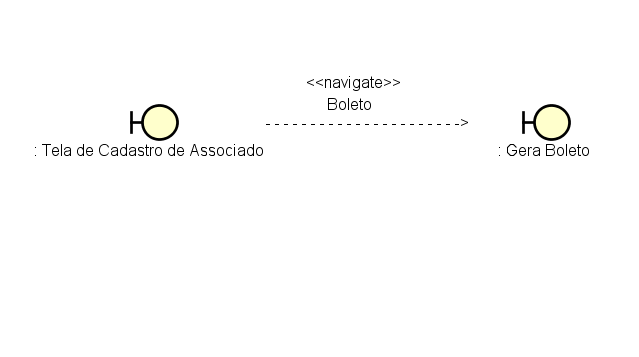 <<navigate>>
Boleto
: Tela de Cadastro de Associado
: Gera Boleto